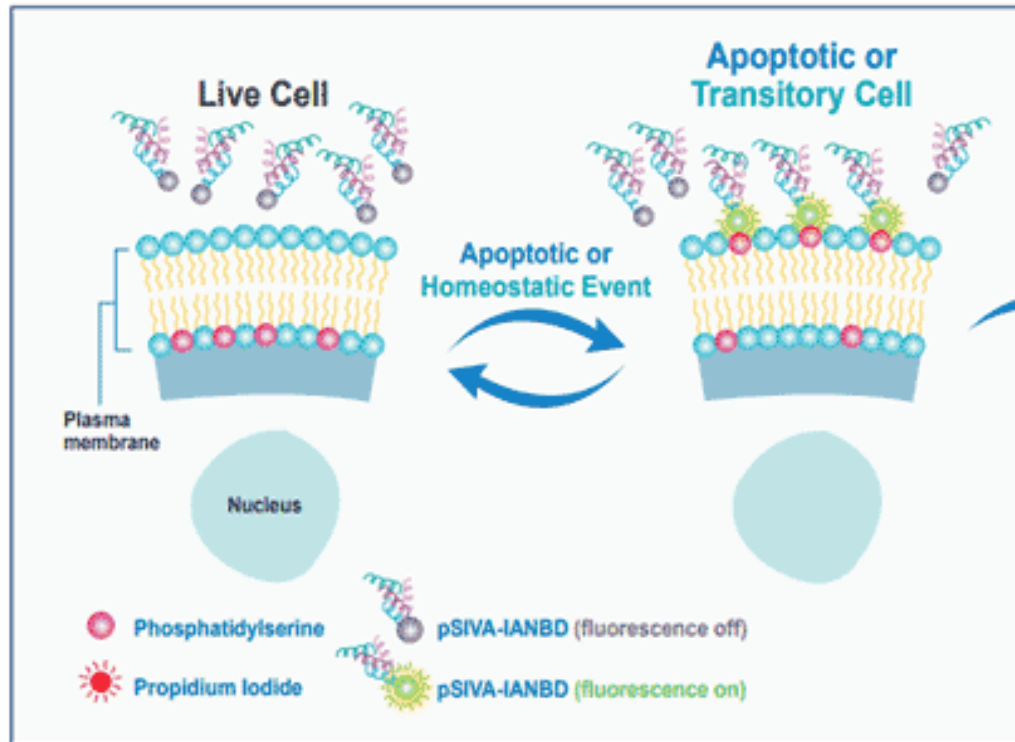 Live Cell
Apoptotic or
Transitory Cell
Apoptotic or
Homeostatic Event
Plasma
membrane
Nucleus
Phosphatidylserine
pSIVA-IANBD (fluorescence off)
Propidium Iodide
pSIVA-IANBD (fluorescence on)